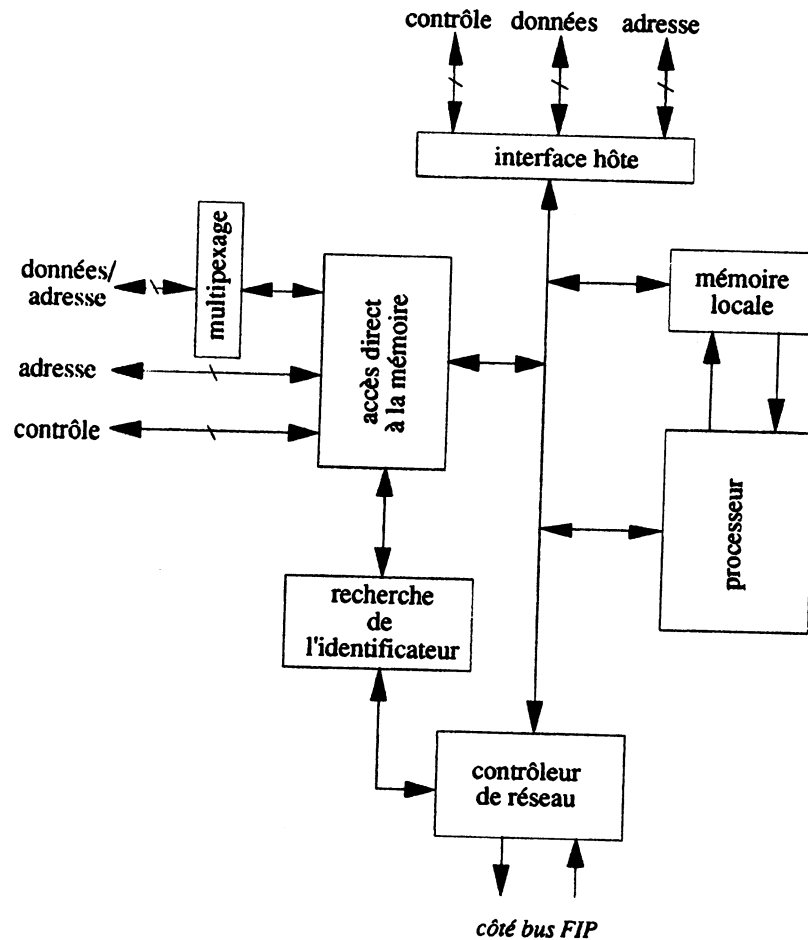 contrôle données adresse
interface hôte
multipexage
données/
adresse
accès direct
à la mémoire
mémoire
locale
adresse
contrôle
processeur
recherche
de
l'identificateur
contrôleur
de réseau
côté bus FIP